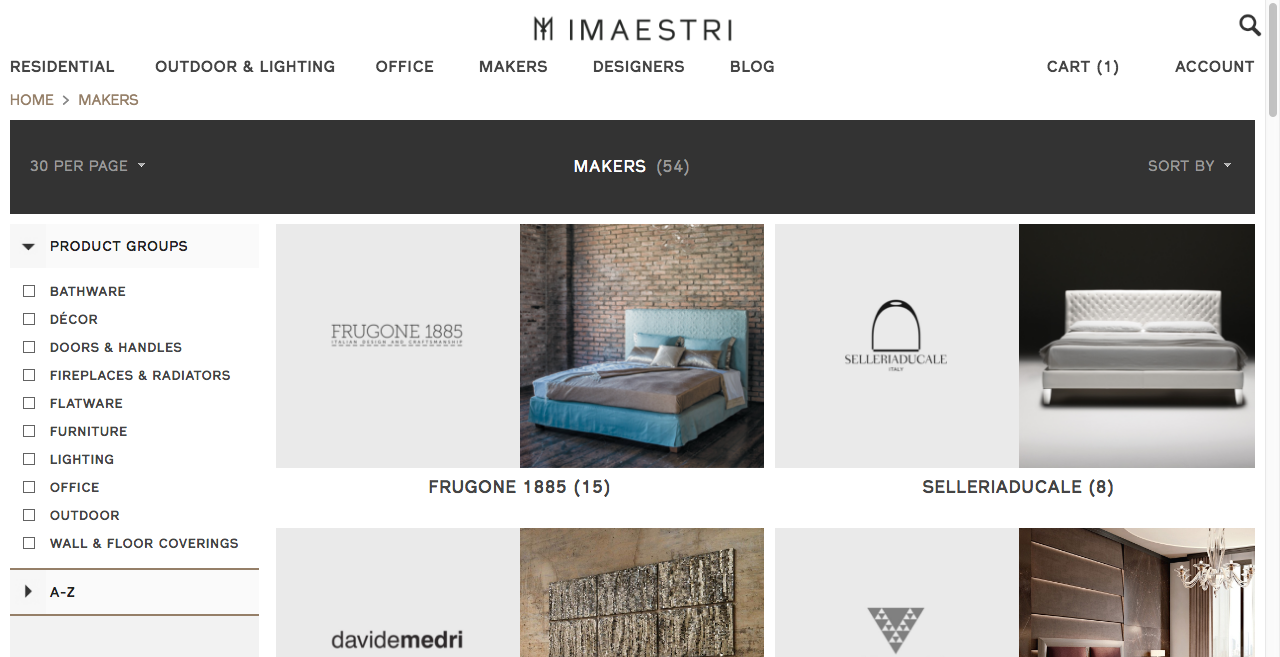 IMAESTRI
RESIDENTIAL OUTDOOR & LIGHTING OFFICE MAKERS DESIGNERS BLOG CART (1) ACCOUNT
HOME > MAKERS
30 PER PAGE MAKERS (54) SORT BY
PRODUCT GROUPS
BATHWARE
DÉCOR
DOORS & HANDLES
FIREPLACES & RADIATORS
FLATWARE
FURNITURE
LIGHTING
OFFICE
OUTDOOR
WALL & FLOOR COVERINGS
A-Z
FRUGONE 1885
ITALIAN DESIGN AND CRAFTSMANSHIP
FRUGONE 1885 (15)
SELLERIADUCALE
ITALY
SELLERIADUCALE (8)
davidemedri